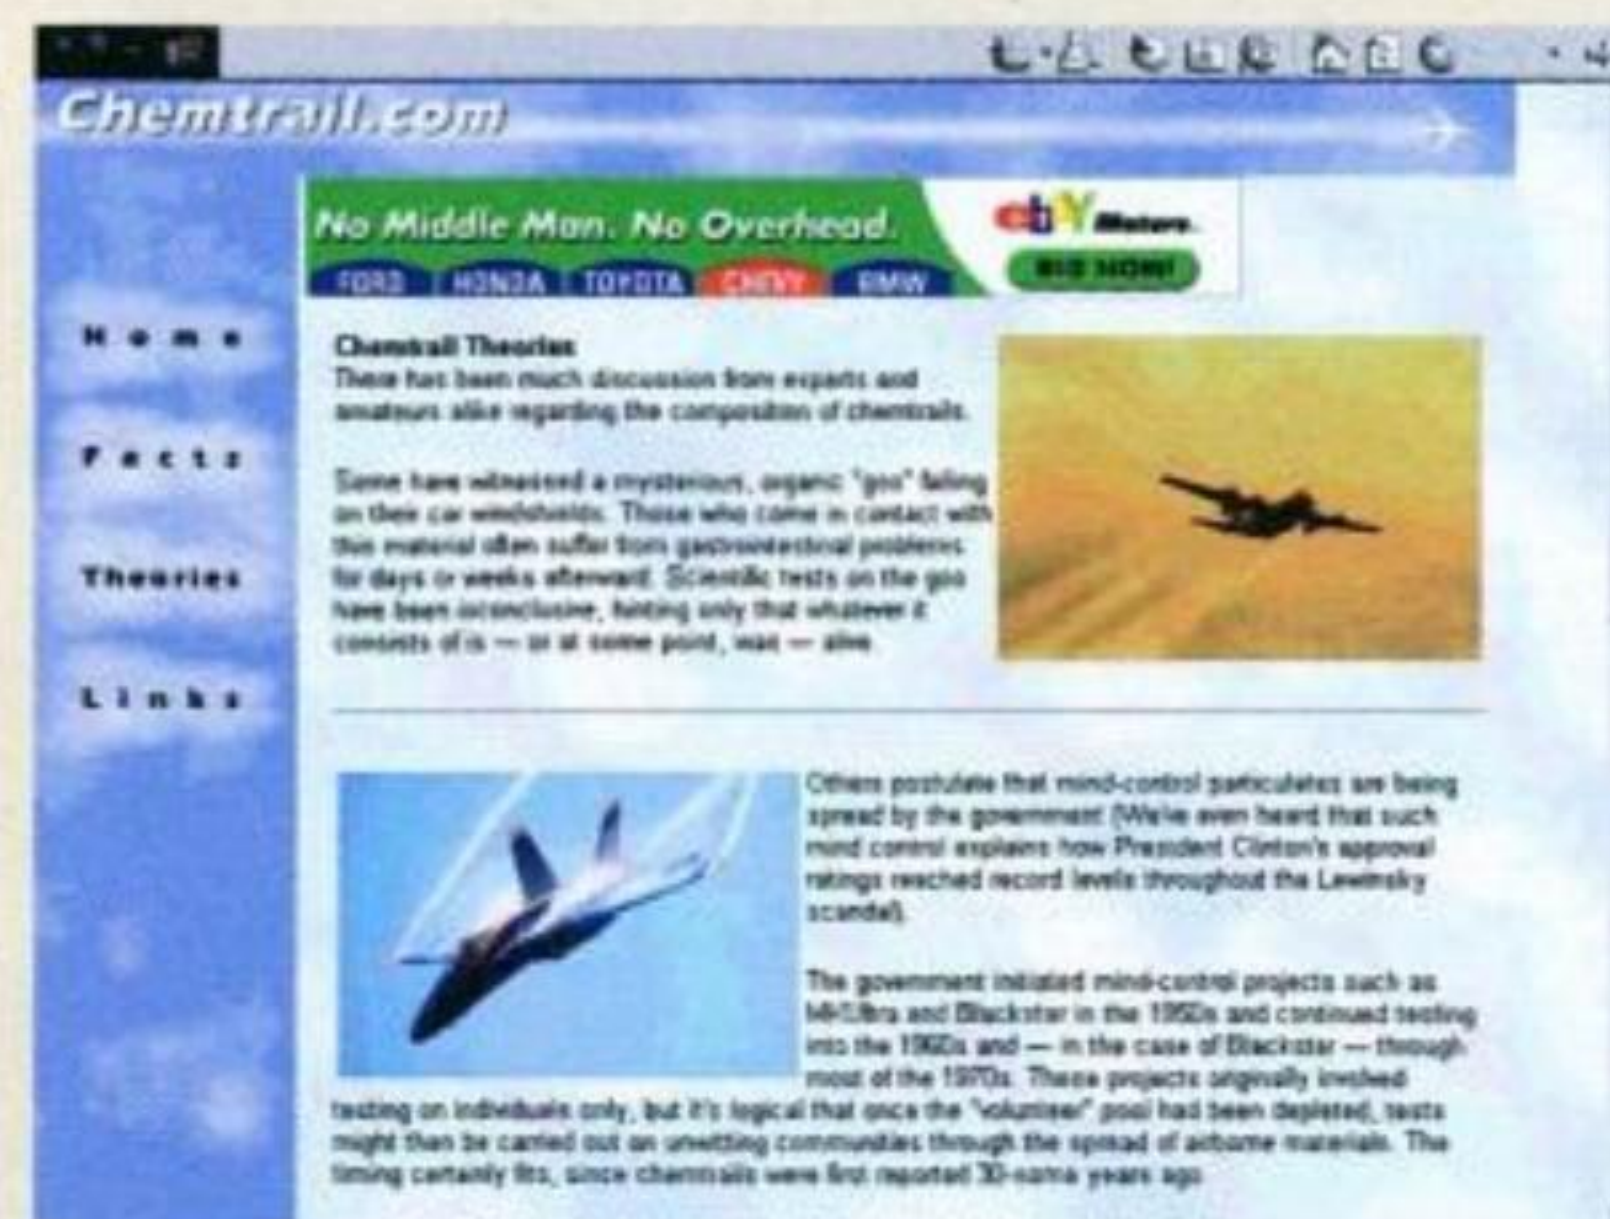 Chemtrail.com
No Middle Man. No Overhead.
ebY Motors
BID NOW!
FORD HONDA TOYOTA CHEVY BMW
Home
Facts
Theories
Links
Chemtrail Theories
There has been much discussion from experts and
amateurs alike regarding the composition of chemtrails.
Some have witnessed a mysterious, organic "goo" falling
on their car windshields. Those who come in contact with
this material often suffer from gastrointestinal problems
for days or weeks afterward. Scientific tests on the goo
have been inconclusive, hinting only that whatever it
consists of is — or at some point, was — alive.
Others postulate that mind-control particulates are being
spread by the government (We've even heard that such
mind control explains how President Clinton's approval
ratings reached record levels throughout the Lewinsky
scandal).
The government initiated mind-control projects such as
MK-Ultra and Blackstar in the 1950s and continued testing
into the 1960s and — in the case of Blackstar — through
most of the 1970s. These projects originally involved
testing on individuals only, but it's logical that once the "volunteer" pool had been depleted, tests
might then be carried out on unwitting communities through the spread of airborne materials. The
timing certainly fits, since chemtrails were first reported 30-some years ago